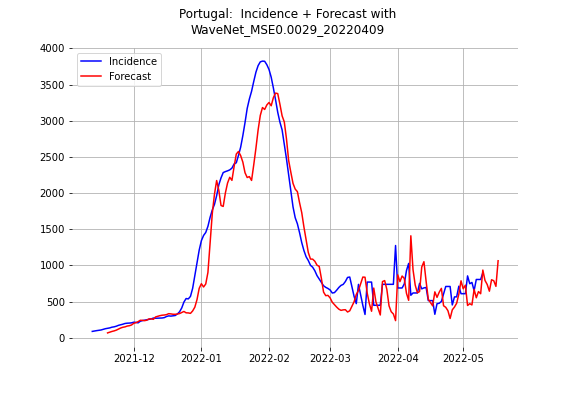 Portugal:  Incidence + Forecast with
WaveNet_MSE0.0029_20220409
Incidence
Forecast
4000
3500
3000
2500
2000
1500
1000
500
0
2021-12 2022-01 2022-02 2022-03 2022-04 2022-05